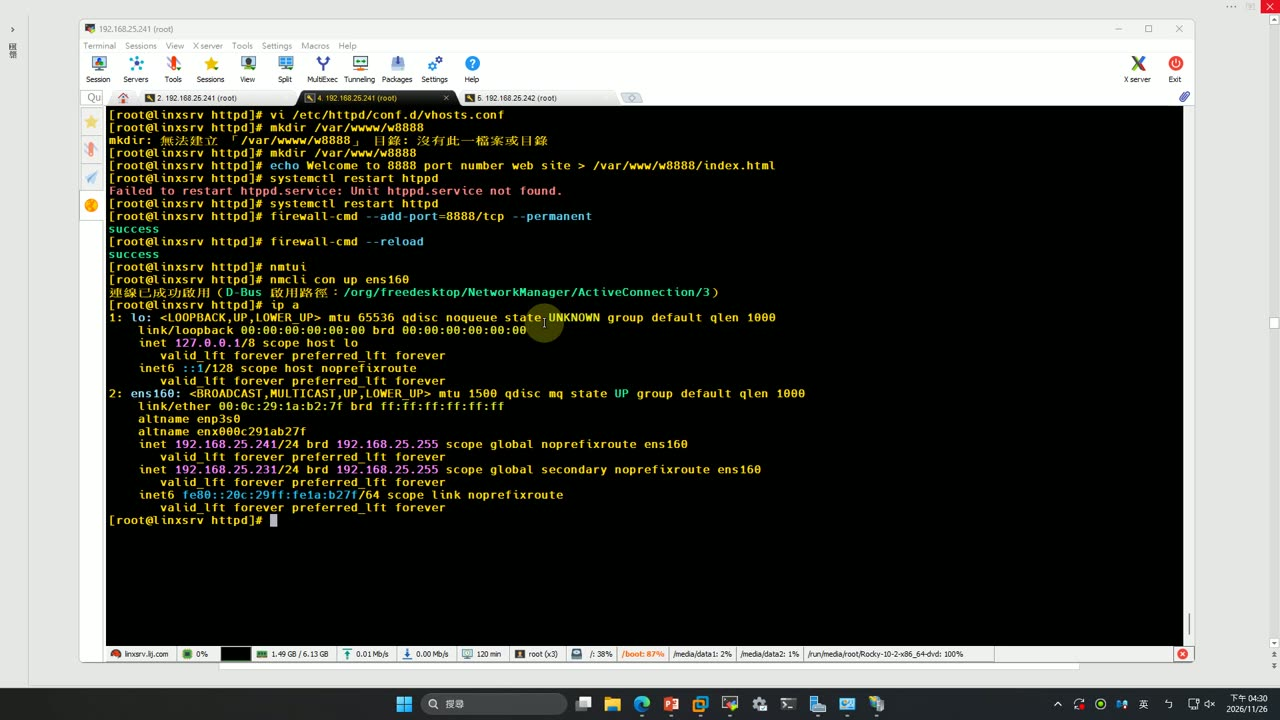 192.168.25.241 (root)
Terminal Sessions View X server Tools Settings Macros Help
Session Servers Tools Sessions View Split MultiExec Tunneling Packages Settings Help X server Exit
Qu 2. 192.168.25.241 (root) 4. 192.168.25.241 (root) 5. 192.168.25.242 (root)
[root@linxsrv httpd]# vi /etc/httpd/conf.d/vhosts.conf
[root@linxsrv httpd]# mkdir /var/wwww/w8888
mkdir: 無法建立 「/var/wwww/w8888」 目錄: 沒有此一檔案或目錄
[root@linxsrv httpd]# mkdir /var/www/w8888
[root@linxsrv httpd]# echo Welcome to 8888 port number web site > /var/www/w8888/index.html
[root@linxsrv httpd]# systemctl restart htppd
Failed to restart htppd.service: Unit htppd.service not found.
[root@linxsrv httpd]# systemctl restart httpd
[root@linxsrv httpd]# firewall-cmd --add-port=8888/tcp --permanent
success
[root@linxsrv httpd]# firewall-cmd --reload
success
[root@linxsrv httpd]# nmtui
[root@linxsrv httpd]# nmcli con up ens160
連線已成功啟用（D-Bus 啟用路徑：/org/freedesktop/NetworkManager/ActiveConnection/3）
[root@linxsrv httpd]# ip a
1: lo: <LOOPBACK,UP,LOWER_UP> mtu 65536 qdisc noqueue state UNKNOWN group default qlen 1000
link/loopback 00:00:00:00:00:00 brd 00:00:00:00:00:00
inet 127.0.0.1/8 scope host lo
valid_lft forever preferred_lft forever
inet6 ::1/128 scope host noprefixroute
valid_lft forever preferred_lft forever
2: ens160: <BROADCAST,MULTICAST,UP,LOWER_UP> mtu 1500 qdisc mq state UP group default qlen 1000
link/ether 00:0c:29:1a:b2:7f brd ff:ff:ff:ff:ff:ff
altname enp3s0
altname enx000c291ab27f
inet 192.168.25.241/24 brd 192.168.25.255 scope global noprefixroute ens160
valid_lft forever preferred_lft forever
inet 192.168.25.231/24 brd 192.168.25.255 scope global secondary noprefixroute ens160
valid_lft forever preferred_lft forever
inet6 fe80::20c:29ff:fe1a:b27f/64 scope link noprefixroute
valid_lft forever preferred_lft forever
[root@linxsrv httpd]#
linxsrv.lij.com 0% 1.49 GB / 6.13 GB 0.01 Mb/s 0.00 Mb/s 120 min root (x3) /: 38% /boot: 87% /media/data1: 2% /media/data2: 1% /run/media/root/Rocky-10-2-x86_64-dvd: 100%
搜尋 英 ㄅ 下午 04:30
2026/11/26